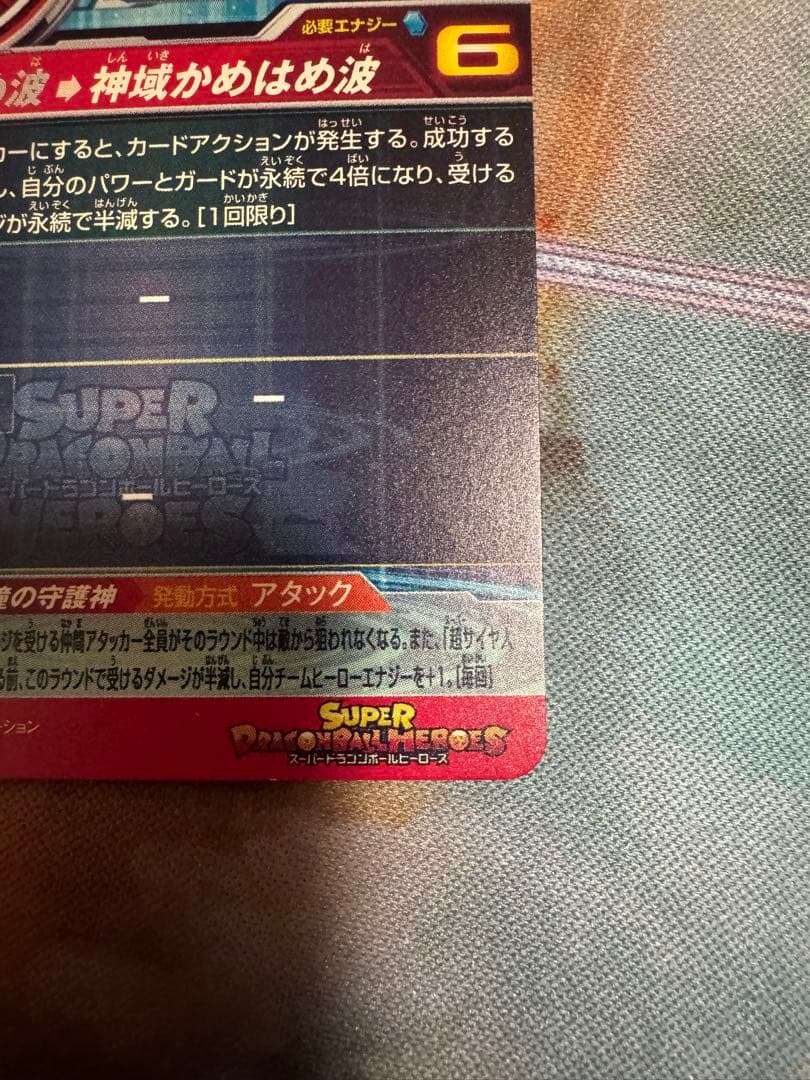 必要エナジー 6
め波➡神域かめはめ波
カーにすると、カードアクションが発生する。成功する
し、自分のパワーとガードが永続で4倍になり、受ける
ジが永続で半減する。[1回限り]
SUPER
DRAGONBALL
スーパードラゴンボールヒーローズ
HEROES
の守護神 発動方式 アタック
ジを受ける仲間アタッカー全員がそのラウンド中は敵から狙われなくなる。また、「超サイヤ人
る前、このラウンドで受けるダメージが半減し、自分チームヒーローエナジーを+1。[毎回]
ーション
SUPER
DRAGONBALL HEROES
スーパードラゴンボールヒーローズ